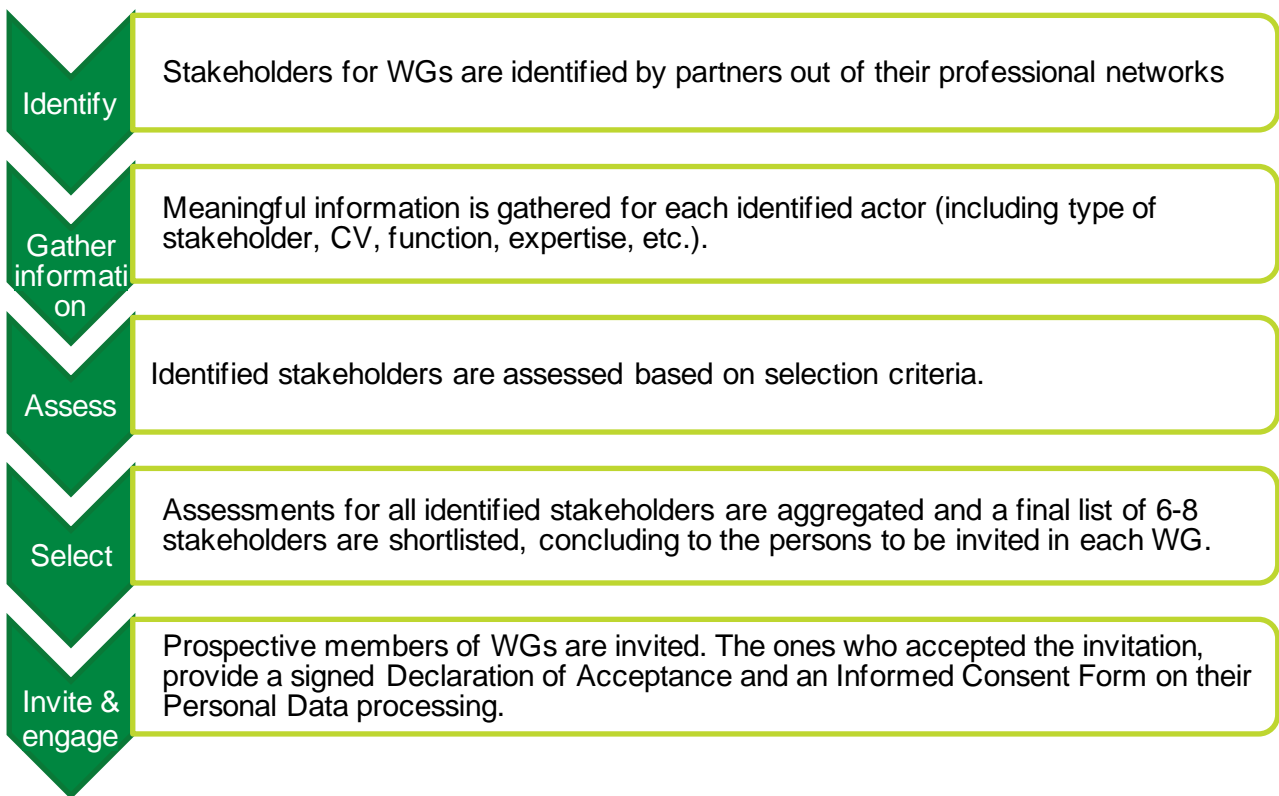 Identify
Stakeholders for WGs are identified by partners out of their professional networks
Gather
informati
on
Meaningful information is gathered for each identified actor (including type of
stakeholder, CV, function, expertise, etc.).
Assess
Identified stakeholders are assessed based on selection criteria.
Select
Assessments for all identified stakeholders are aggregated and a final list of 6-8
stakeholders are shortlisted, concluding to the persons to be invited in each WG.
Invite &
engage
Prospective members of WGs are invited. The ones who accepted the invitation,
provide a signed Declaration of Acceptance and an Informed Consent Form on their
Personal Data processing.